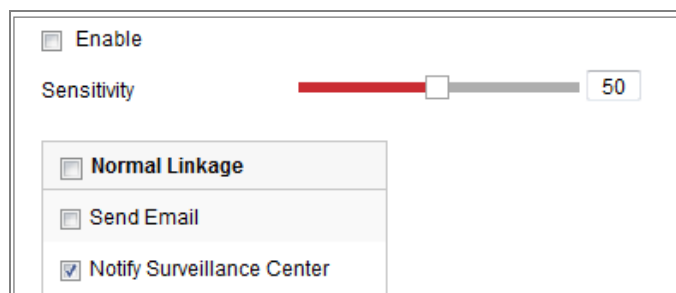 Enable
Sensitivity 50
Normal Linkage
Send Email
Notify Surveillance Center